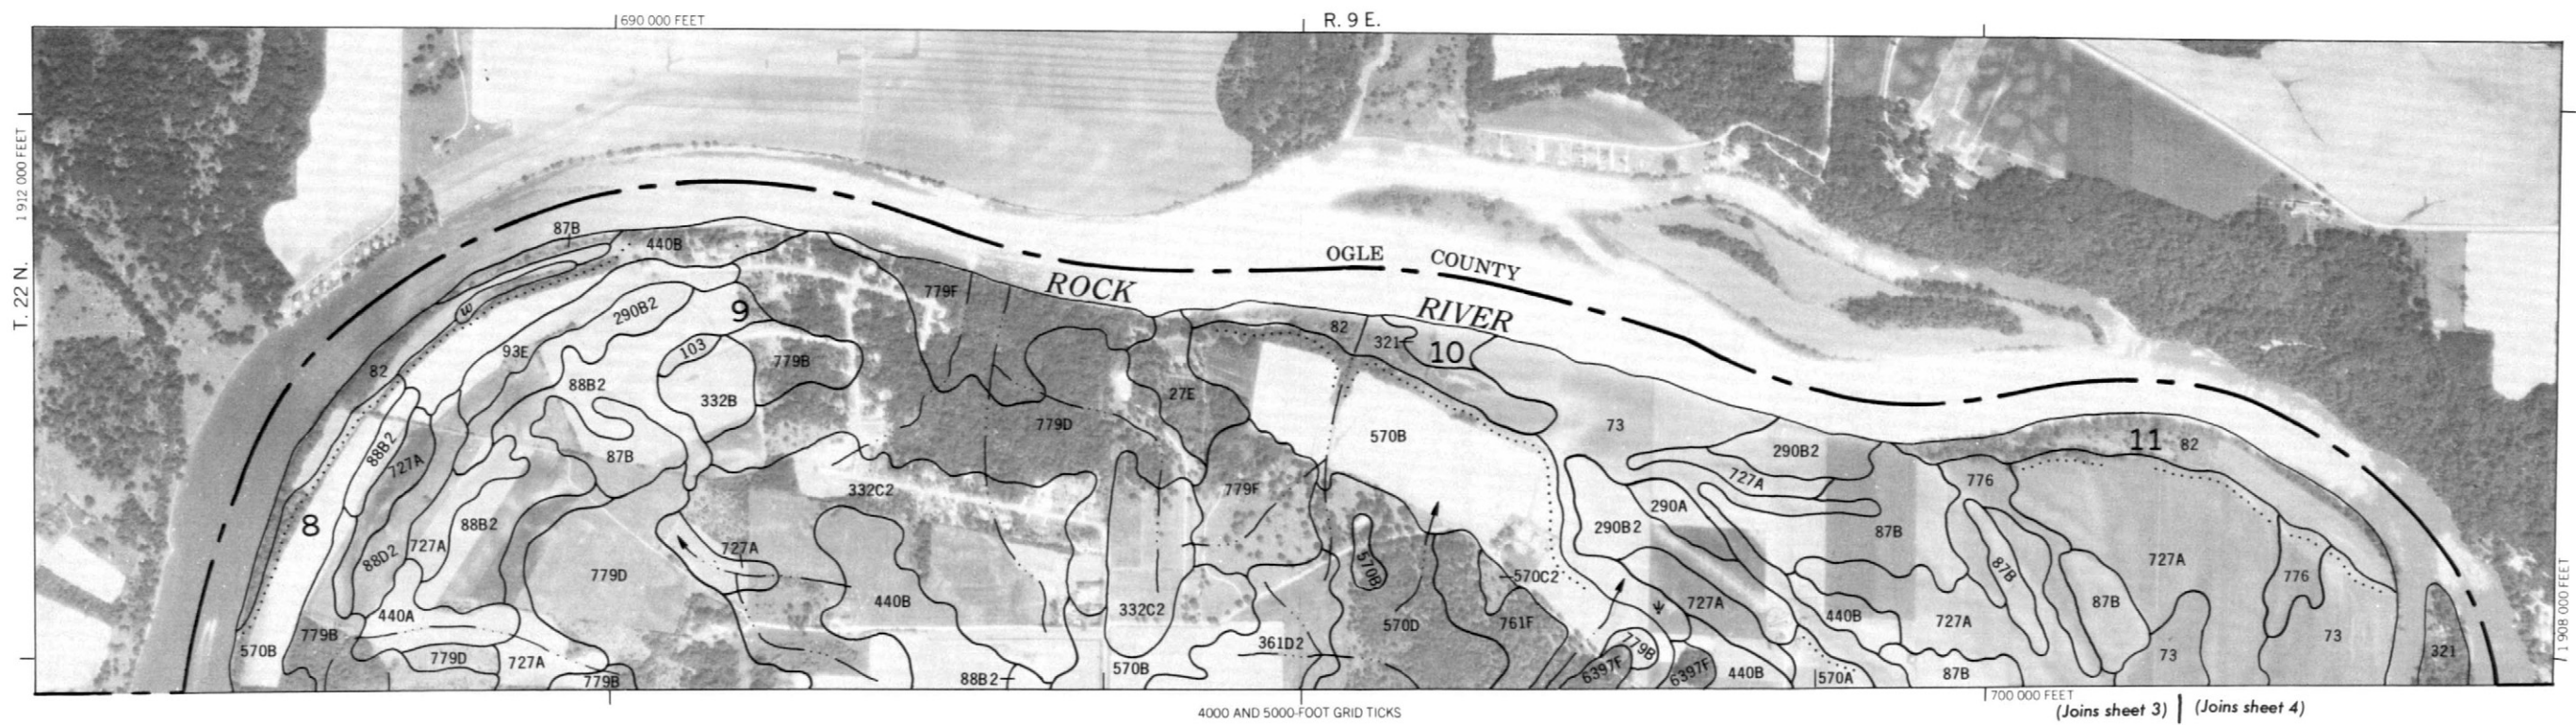 690 000 FEET
R. 9 E.
1 912 000 FEET
T. 22 N.
87B
440B
OGLE COUNTY
779F
ROCK
RIVER
290B2
9
w
82
321
10
93E
103
779B
82
88B2
27E
332B
779D
570B
73
290B2
11
82
88B2
727A
87B
727A
776
332C2
779F
290A
8
88B2
290B2
87B
727A
727A
727A
88D2
779D
570B
570C2
87B
776
440B
332C2
727A
87B
440A
570D
761F
440B
727A
73
779B
361D2
779B
570B
779D
727A
570B
6397F
6397F
440B
570A
87B
73
321
779B
88B2
1 908 000 FEET
700 000 FEET
4000 AND 5000-FOOT GRID TICKS
(Joins sheet 3) | (Joins sheet 4)